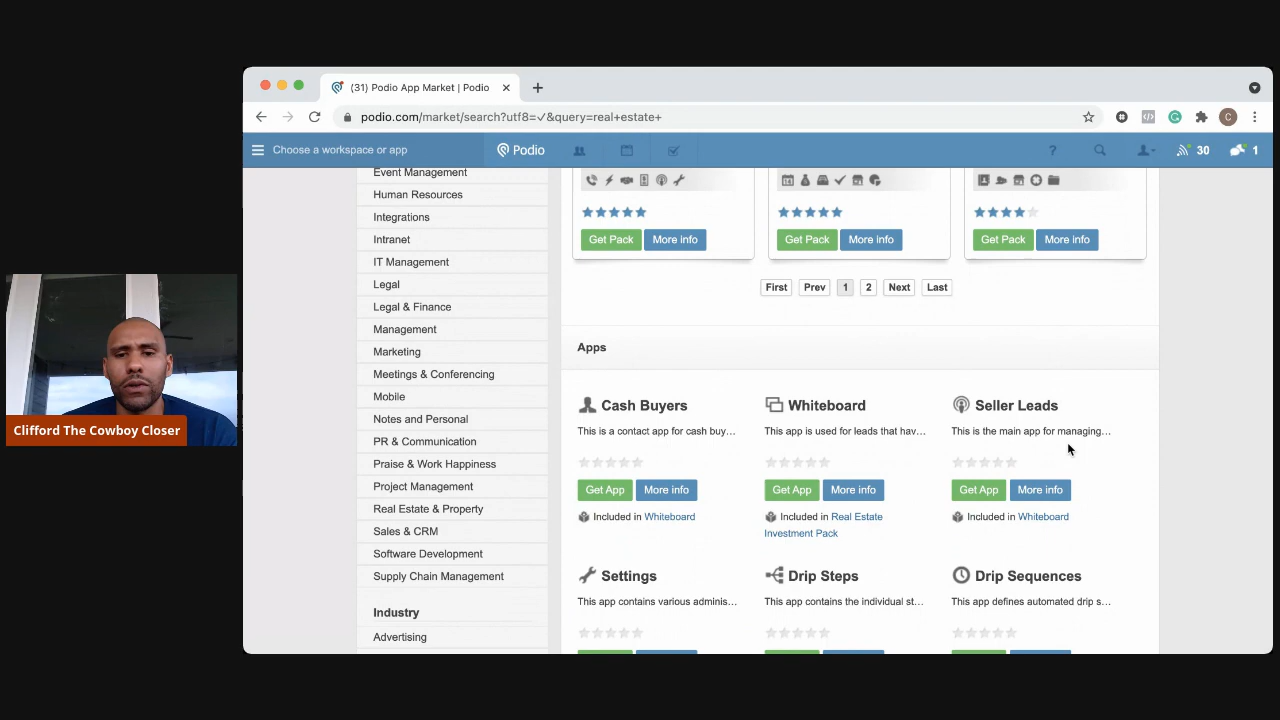 (31) Podio App Market | Podio
podio.com/market/search?utf8=✓&query=real+estate+
C
Choose a workspace or app
Podio
?
30
1
Event Management
Human Resources
Integrations
Intranet
IT Management
Legal
Legal & Finance
Management
Marketing
Meetings & Conferencing
Mobile
Notes and Personal
PR & Communication
Praise & Work Happiness
Project Management
Real Estate & Property
Sales & CRM
Software Development
Supply Chain Management
Industry
Advertising
Get Pack More info
Get Pack More info
Get Pack More info
First Prev 1 2 Next Last
Apps
Cash Buyers
This is a contact app for cash buy...
Get App More info
Included in Whiteboard
Whiteboard
This app is used for leads that hav...
Get App More info
Included in Real Estate
Investment Pack
Seller Leads
This is the main app for managing...
Get App More info
Included in Whiteboard
Settings
This app contains various adminis...
Drip Steps
This app contains the individual st...
Drip Sequences
This app defines automated drip s...
Clifford The Cowboy Closer